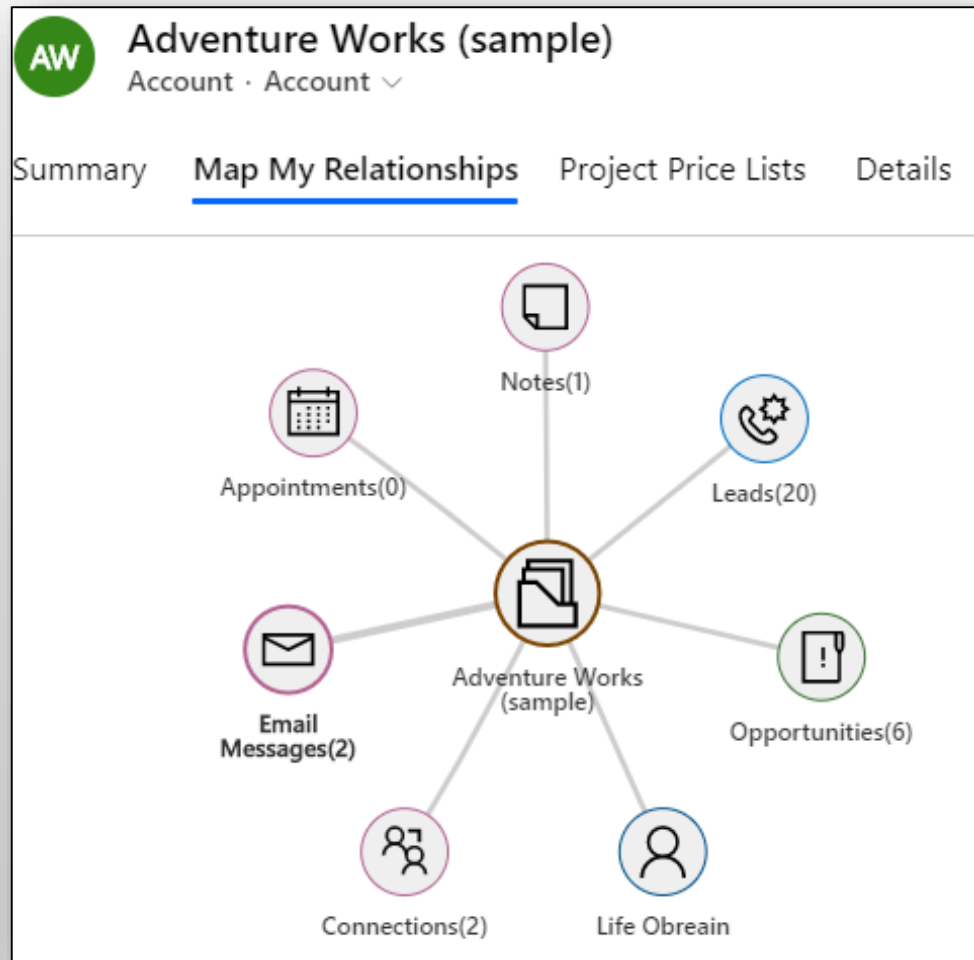 AW
Adventure Works (sample)
Account · Account
Summary Map My Relationships Project Price Lists Details
Notes(1)
Appointments(0)
Leads(20)
Adventure Works
(sample)
Email
Messages(2)
Opportunities(6)
Connections(2)
Life Obreain